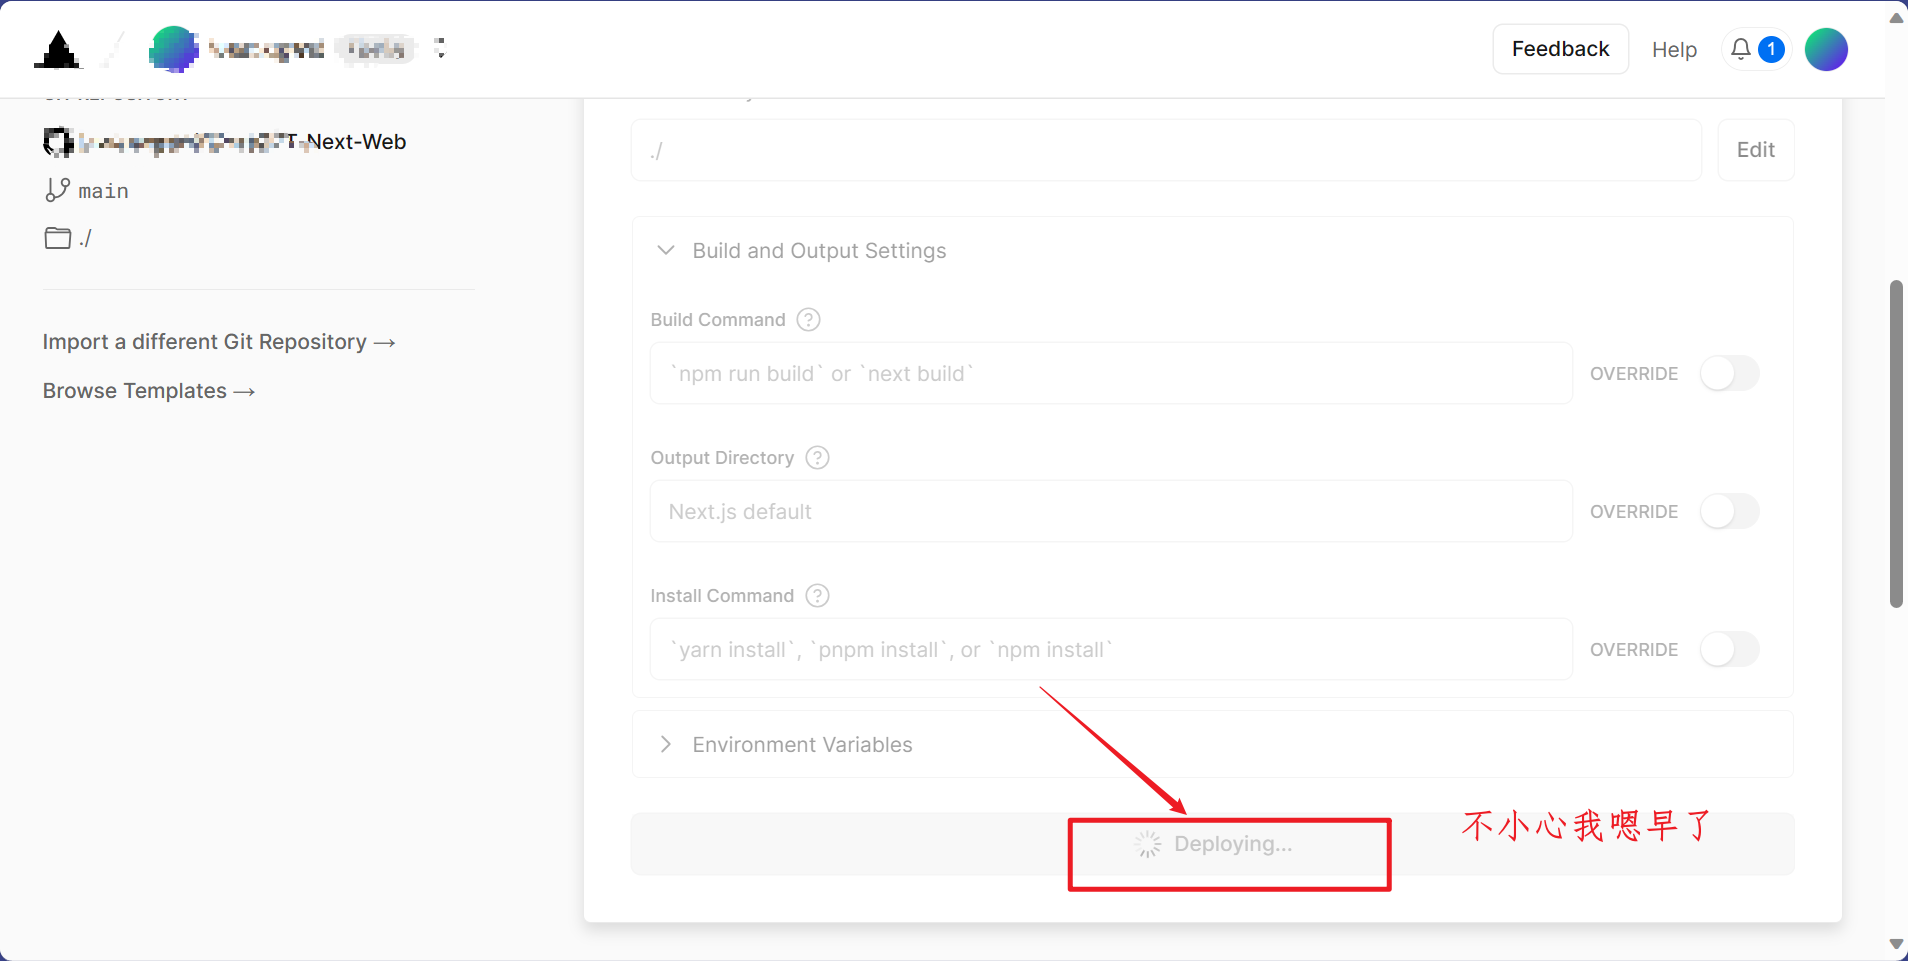 Feedback
Help
1
T-Next-Web
main
./
Import a different Git Repository →
Browse Templates →
./
Edit
Build and Output Settings
Build Command ?
`npm run build` or `next build`
OVERRIDE
Output Directory ?
Next.js default
OVERRIDE
Install Command ?
`yarn install`, `pnpm install`, or `npm install`
OVERRIDE
Environment Variables
Deploying...
不小心我嗯早了